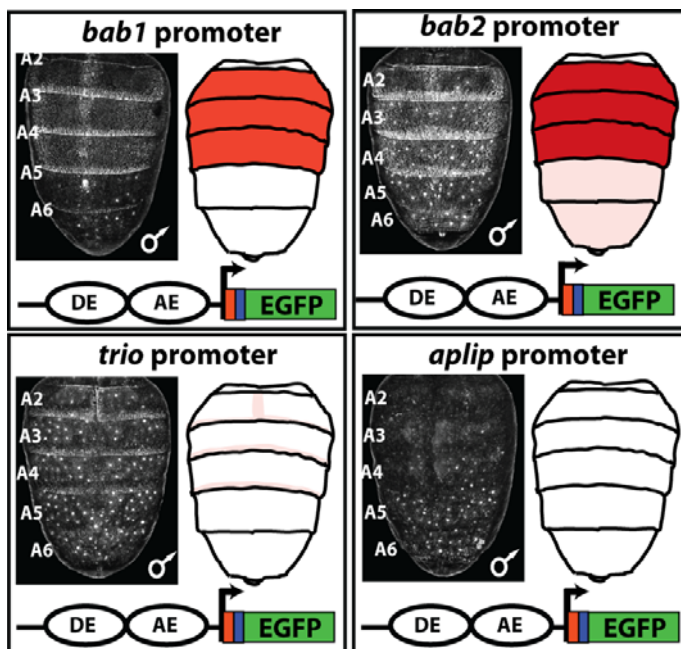 bab1 promoter
A2
A3
A4
A5
A6
♂
DE AE EGFP
bab2 promoter
A2
A3
A4
A5
A6
♂
DE AE EGFP
trio promoter
A2
A3
A4
A5
A6
♂
DE AE EGFP
aplip promoter
A2
A3
A4
A5
A6
♂
DE AE EGFP